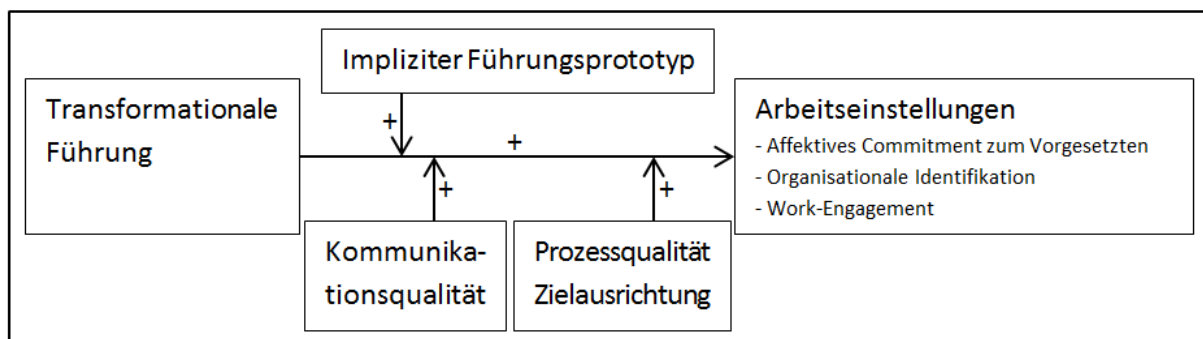 Impliziter Führungsprototyp
Transformationale
Führung
+
+
Arbeitseinstellungen
- Affektives Commitment zum Vorgesetzten
- Organisationale Identifikation
- Work-Engagement
+
+
Kommunika-
tionsqualität
Prozessqualität
Zielausrichtung